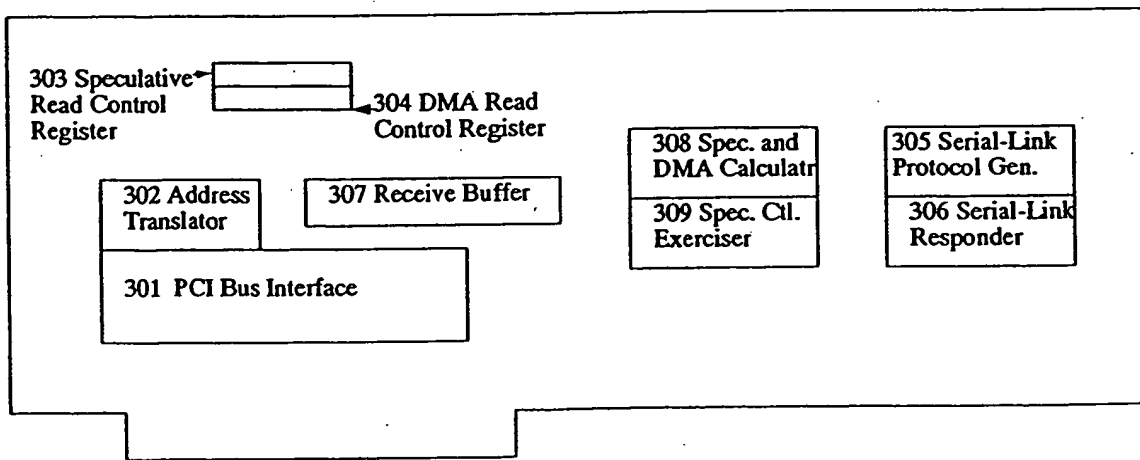 303 Speculative
Read Control
Register
304 DMA Read
Control Register
302 Address
Translator
307 Receive Buffer
301 PCI Bus Interface
308 Spec. and
DMA Calculatr
309 Spec. Ctl.
Exerciser
305 Serial-Link
Protocol Gen.
306 Serial-Link
Responder